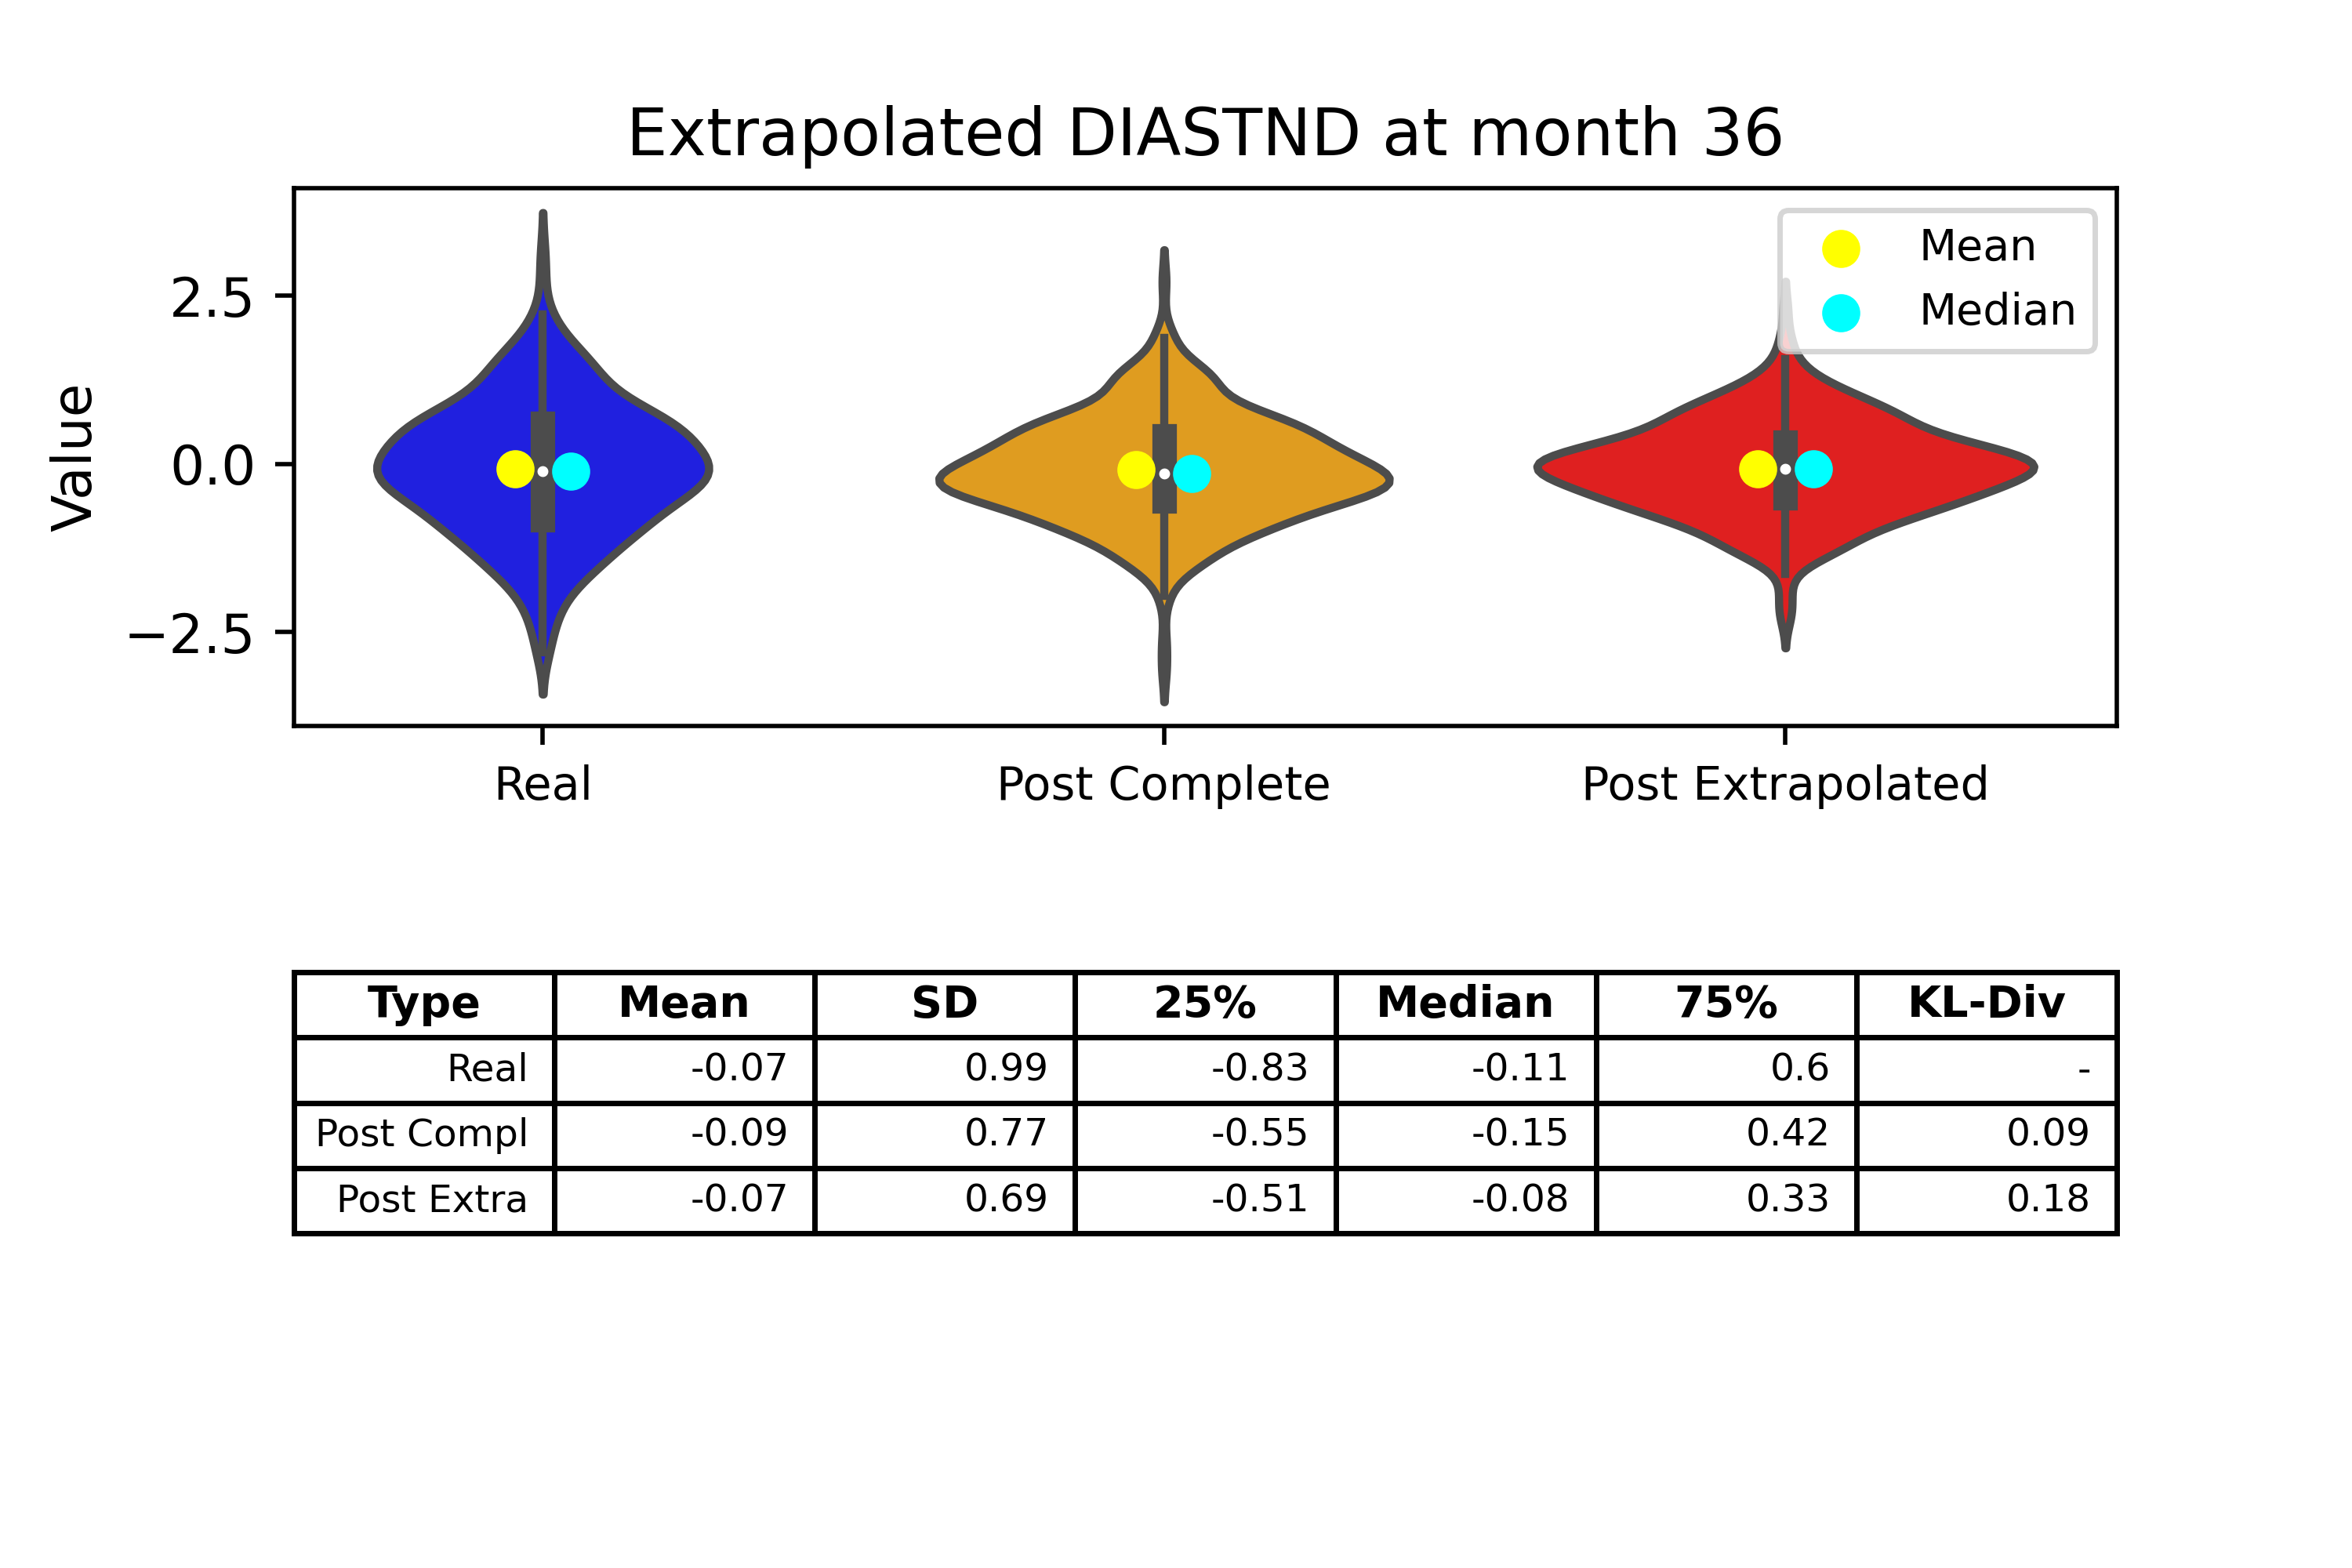 Extrapolated DIASTND at month 36
Value
2.5
0.0
−2.5
Mean
Median
Real Post Complete Post Extrapolated
Type Mean SD 25% Median 75% KL-Div
Real -0.07 0.99 -0.83 -0.11 0.6 -
Post Compl -0.09 0.77 -0.55 -0.15 0.42 0.09
Post Extra -0.07 0.69 -0.51 -0.08 0.33 0.18